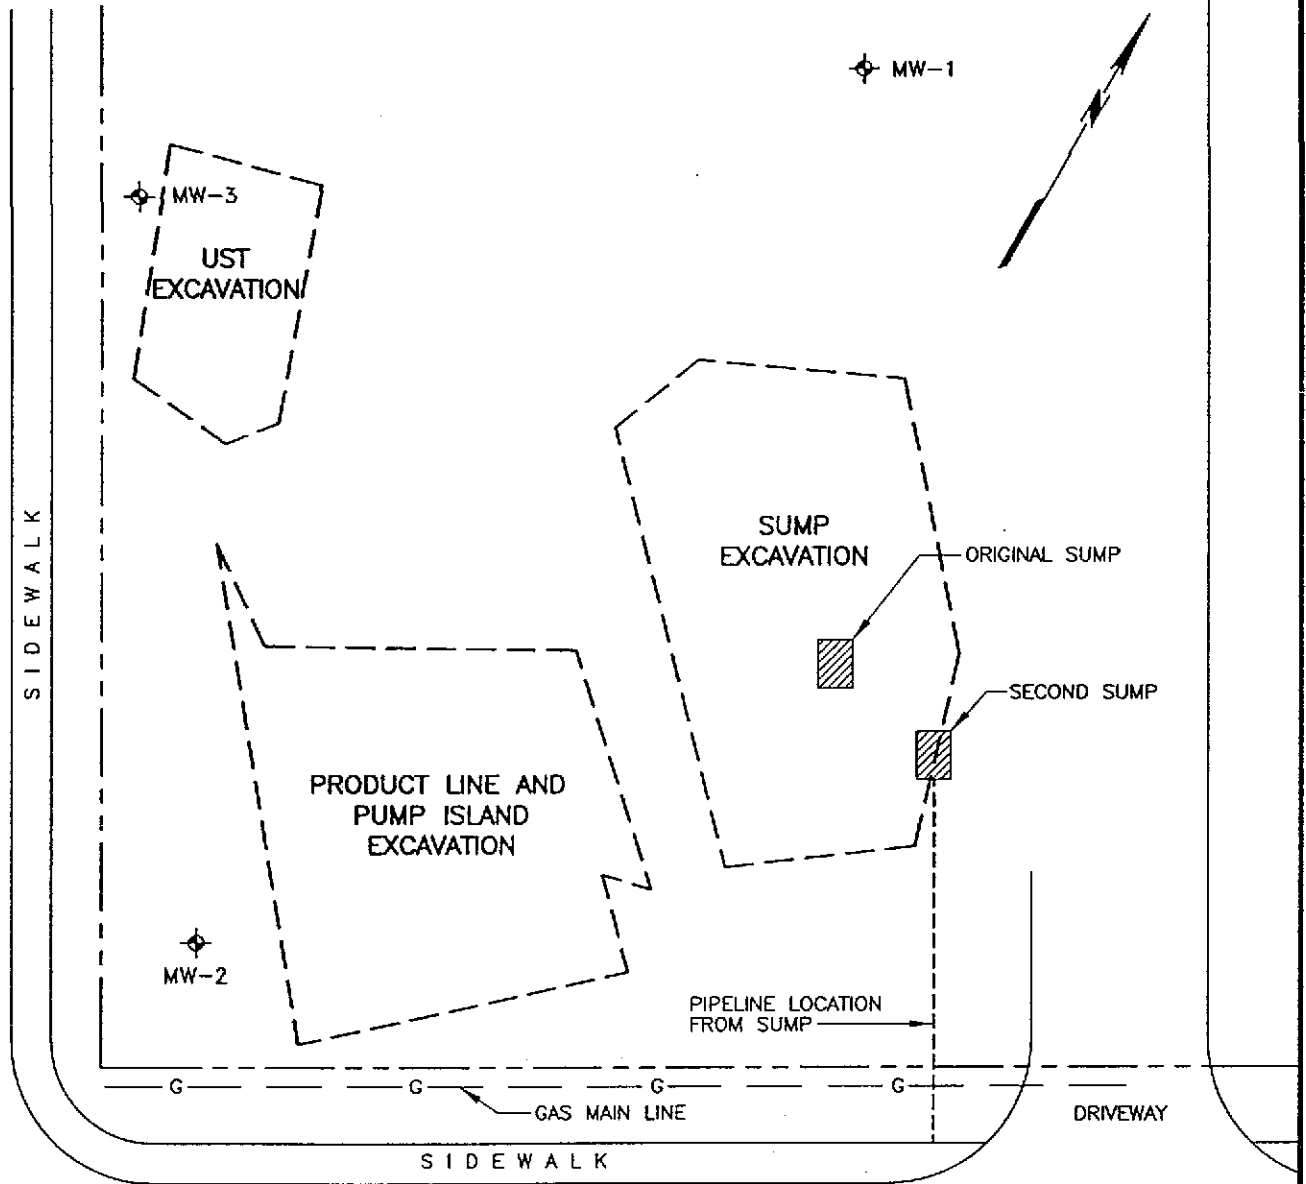 MW-1
MW-3
UST
EXCAVATION
SUMP
EXCAVATION
ORIGINAL SUMP
SIDEWALK
SECOND SUMP
PRODUCT LINE AND
PUMP ISLAND
EXCAVATION
MW-2
PIPELINE LOCATION
FROM SUMP
G G G G
GAS MAIN LINE
DRIVEWAY
SIDEWALK